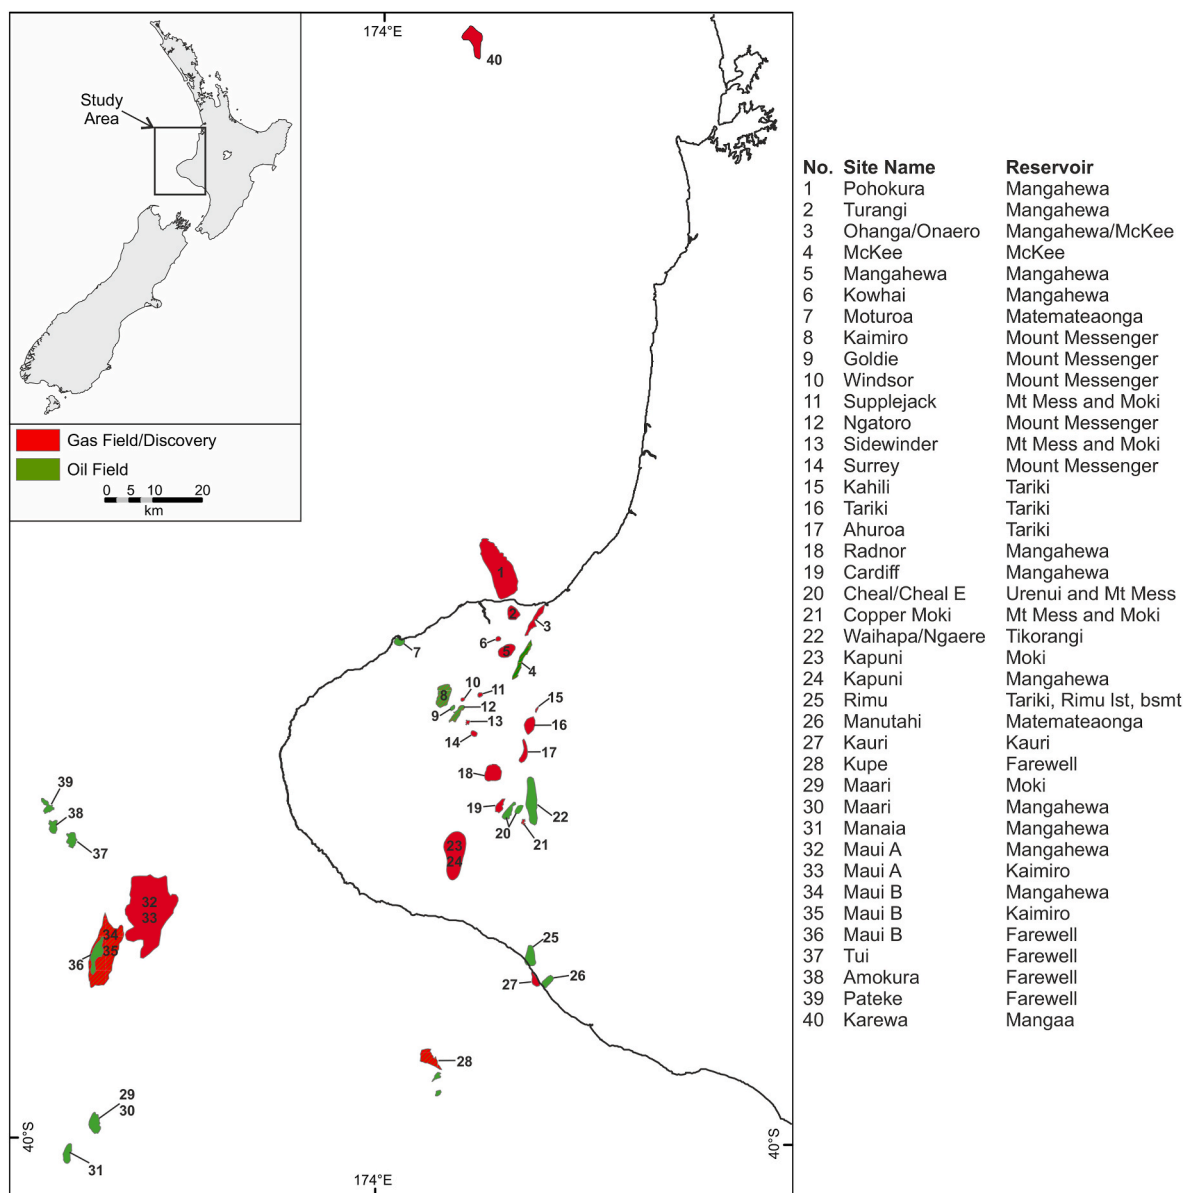 174°E
40
Study
Area
Gas Field/Discovery
Oil Field
0 5 10 20
km
No. Site Name Reservoir
1 Pohokura Mangahewa
2 Turangi Mangahewa
3 Ohanga/Onaero Mangahewa/McKee
4 McKee McKee
5 Mangahewa Mangahewa
6 Kowhai Mangahewa
7 Moturoa Matemateaonga
8 Kaimiro Mount Messenger
9 Goldie Mount Messenger
10 Windsor Mount Messenger
11 Supplejack Mt Mess and Moki
12 Ngatoro Mount Messenger
13 Sidewinder Mt Mess and Moki
14 Surrey Mount Messenger
15 Kahili Tariki
16 Tariki Tariki
17 Ahuroa Tariki
18 Radnor Mangahewa
19 Cardiff Mangahewa
20 Cheal/Cheal E Urenui and Mt Mess
21 Copper Moki Mt Mess and Moki
22 Waihapa/Ngaere Tikorangi
23 Kapuni Moki
24 Kapuni Mangahewa
25 Rimu Tariki, Rimu lst, bsmt
26 Manutahi Matemateaonga
27 Kauri Kauri
28 Kupe Farewell
29 Maari Moki
30 Maari Mangahewa
31 Manaia Mangahewa
32 Maui A Mangahewa
33 Maui A Kaimiro
34 Maui B Mangahewa
35 Maui B Kaimiro
36 Maui B Farewell
37 Tui Farewell
38 Amokura Farewell
39 Pateke Farewell
40 Karewa Mangaa
1
2
3
6
5
7
4
10
11
8
15
9
12
13
16
14
17
18
39
19
38
20
22
21
37
23
24
32
33
34
35
36
25
27
26
28
29
30
31
40°S
40°S
174°E